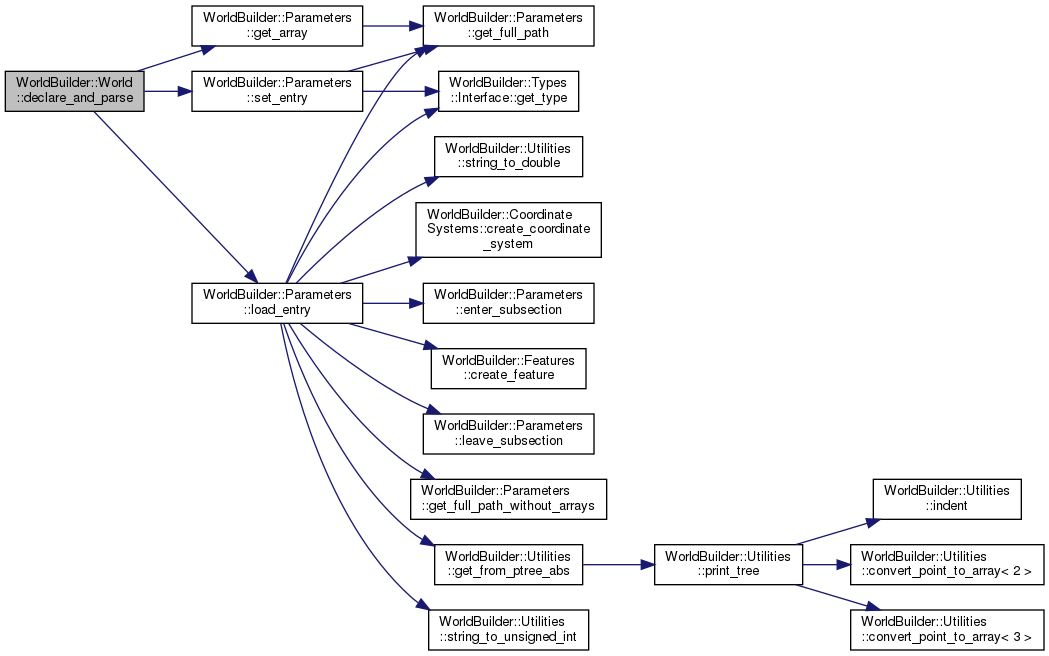 WorldBuilder::World
::declare_and_parse
WorldBuilder::Parameters
::get_array
WorldBuilder::Parameters
::get_full_path
WorldBuilder::Parameters
::set_entry
WorldBuilder::Types
::Interface::get_type
WorldBuilder::Utilities
::string_to_double
WorldBuilder::Coordinate
Systems::create_coordinate
_system
WorldBuilder::Parameters
::load_entry
WorldBuilder::Parameters
::enter_subsection
WorldBuilder::Features
::create_feature
WorldBuilder::Parameters
::leave_subsection
WorldBuilder::Parameters
::get_full_path_without_arrays
WorldBuilder::Utilities
::get_from_ptree_abs
WorldBuilder::Utilities
::string_to_unsigned_int
WorldBuilder::Utilities
::print_tree
WorldBuilder::Utilities
::indent
WorldBuilder::Utilities
::convert_point_to_array< 2 >
WorldBuilder::Utilities
::convert_point_to_array< 3 >